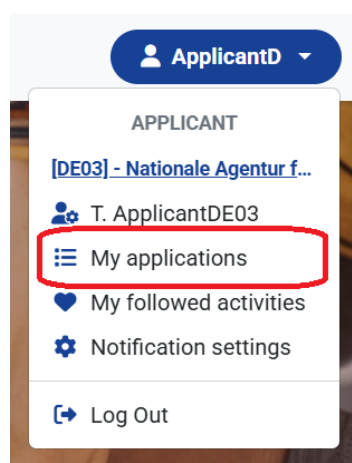 ApplicantD
APPLICANT
[DE03] - Nationale Agentur f...
T. ApplicantDE03
My applications
My followed activities
Notification settings
Log Out